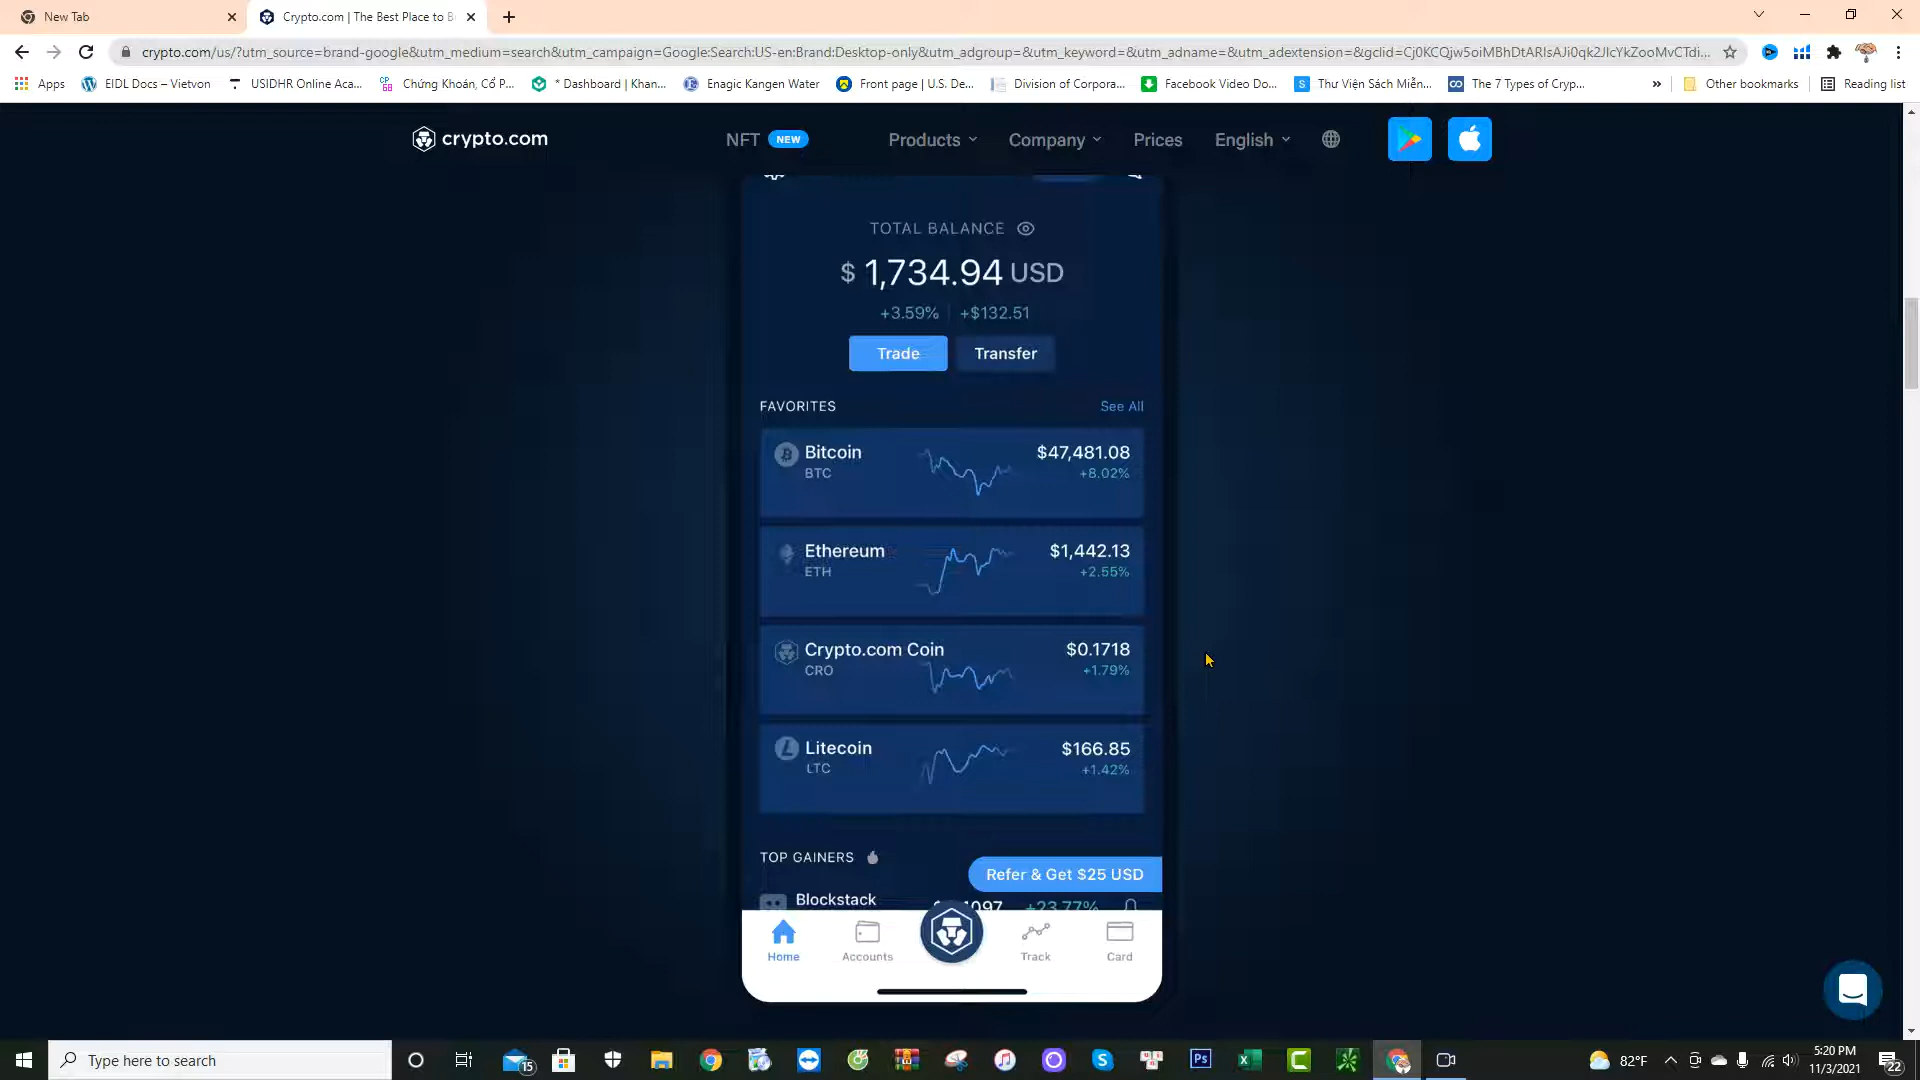 New Tab
Crypto.com | The Best Place to B
crypto.com/us/?utm_source=brand-google&utm_medium=search&utm_campaign=Google:Search:US-en:Brand:Desktop-only&utm_adgroup=&utm_keyword=&utm_adname=&utm_adextension=&gclid=
Apps
EIDL Docs – Vietvon
USIDHR Online Aca...
Chứng Khoán, Cổ P...
* Dashboard | Khan...
Enagic Kangen Water
Front page | U.S. De...
Division of Corpora...
Facebook Video Do...
Thư Viện Sách Miễn...
The 7 Types of Cryp...
»
Other bookmarks
Reading list
crypto.com
NFT NEW
Products
Company
Prices
English
TOTAL BALANCE
$ 1,734.94 USD
+3.59% +$132.51
Trade
Transfer
FAVORITES
See All
Bitcoin $47,481.08
BTC +8.02%
Ethereum $1,442.13
ETH +2.55%
Crypto.com Coin $0.1718
CRO +1.79%
Litecoin $166.85
LTC +1.42%
TOP GAINERS
Refer & Get $25 USD
Blockstack
+23.77%
Home
Accounts
Track
Card
Type here to search
15
Ps
82°F
5:20 PM
11/3/2021
22